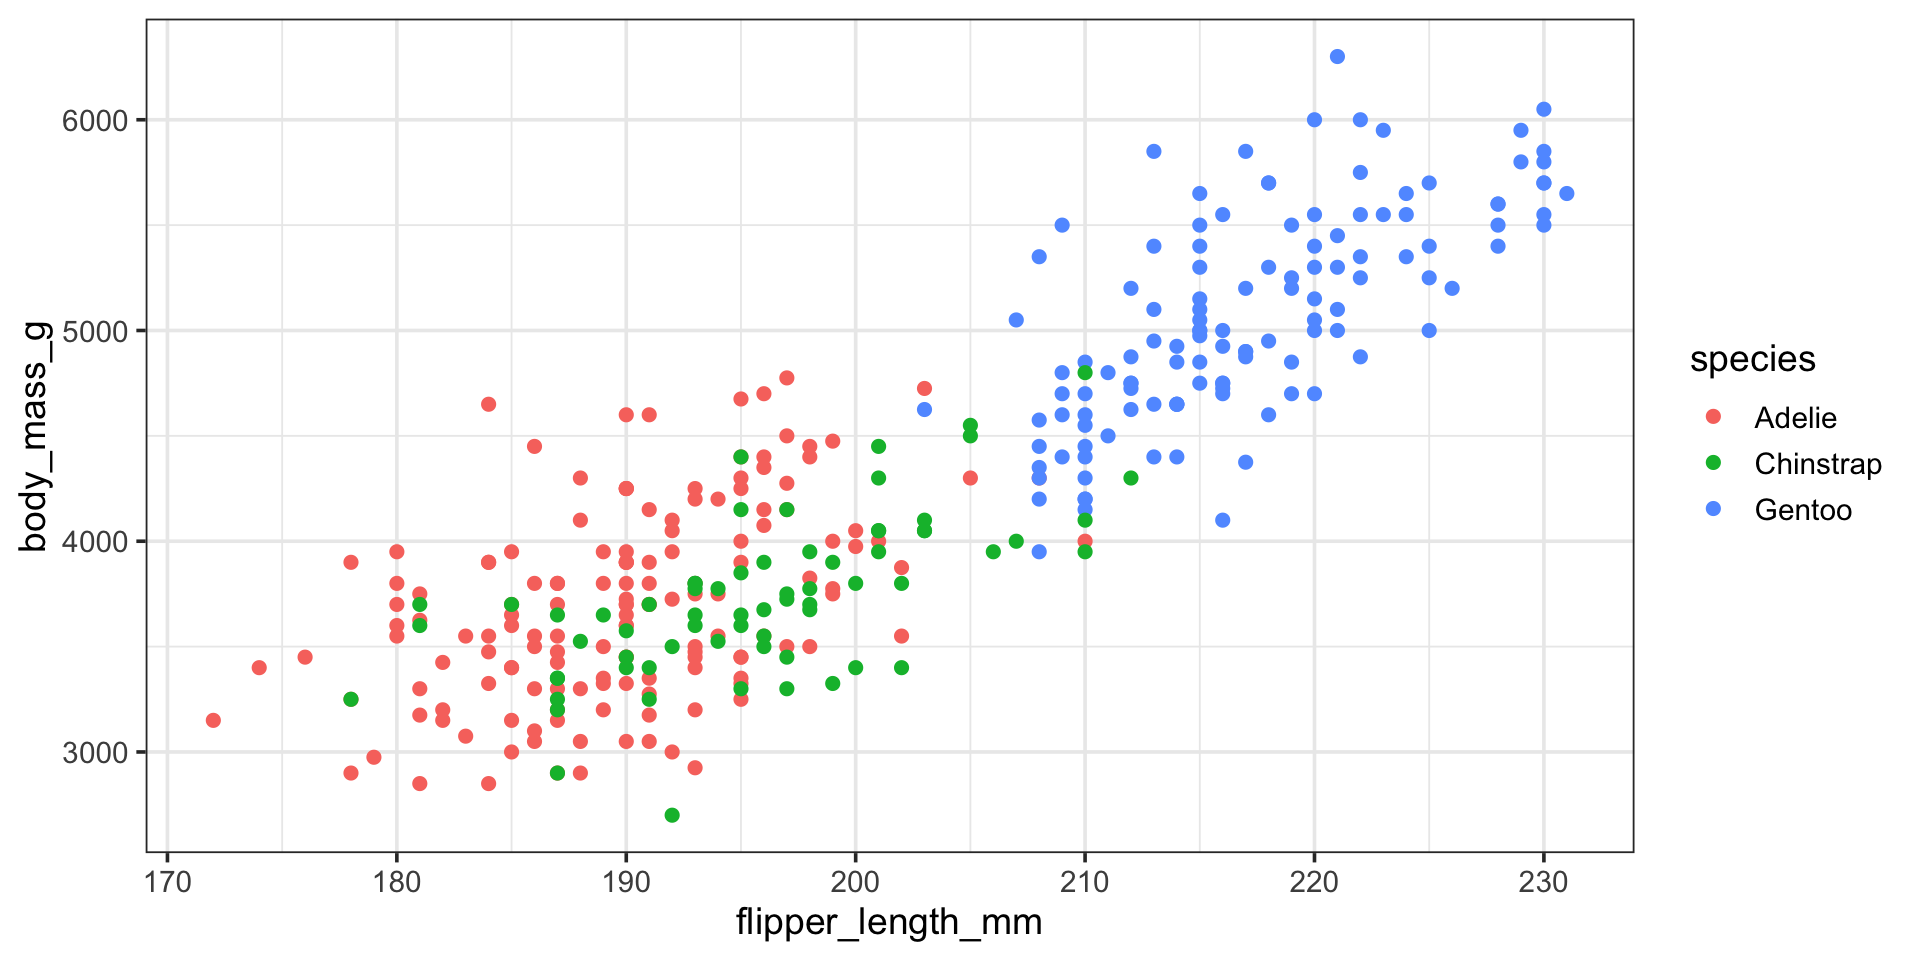 6000
5000
4000
3000
body_mass_g
170 180 190 200 210 220 230
flipper_length_mm
species
Adelie
Chinstrap
Gentoo